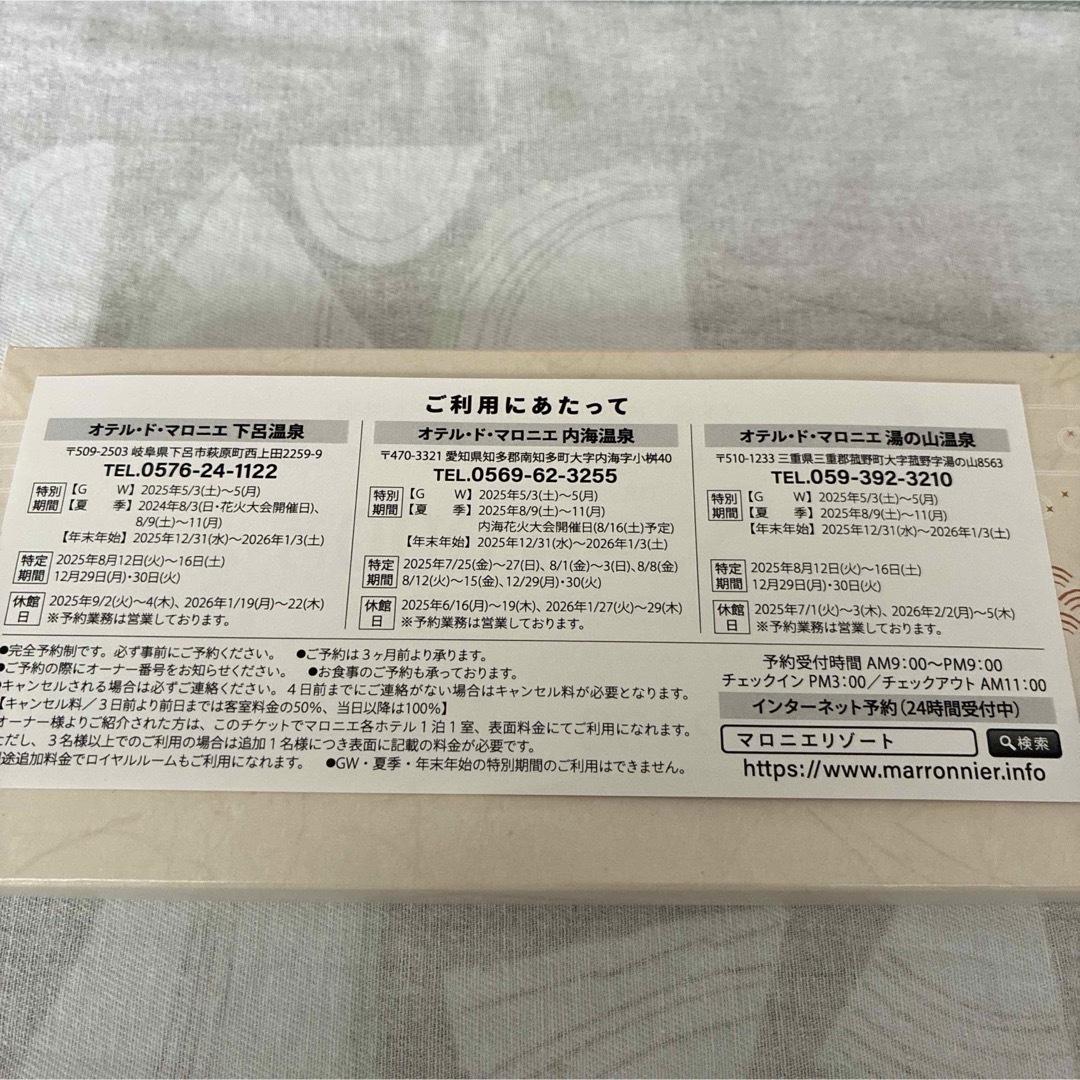 ご利用にあたって
オテル・ド・マロニエ 下呂温泉
〒509-2503 岐阜県下呂市萩原町西上田2259-9
TEL.0576-24-1122
特別期間
【G W】2025年5/3(土)〜5(月)
【夏 季】2024年8/3(日・花火大会開催日)、
8/9(土)〜11(月)
【年末年始】2025年12/31(水)〜2026年1/3(土)
特定期間
2025年8月12日(火)〜16日(土)
12月29日(月)・30日(火)
休館日
2025年9/2(火)〜4(木)、2026年1/19(月)〜22(木)
※予約業務は営業しております。
オテル・ド・マロニエ 内海温泉
〒470-3321 愛知県知多郡南知多町大字内海字小桝40
TEL.0569-62-3255
特別期間
【G W】2025年5/3(土)〜5(月)
【夏 季】2025年8/9(土)〜11(月)
内海花火大会開催日(8/16(土)予定)
【年末年始】2025年12/31(水)〜2026年1/3(土)
特定期間
2025年7/25(金)〜27(日)、8/1(金)〜3(日)、8/8(金)
8/12(火)〜15(金)、12/29(月)・30(火)
休館日
2025年6/16(月)〜19(木)、2026年1/27(火)〜29(木)
※予約業務は営業しております。
オテル・ド・マロニエ 湯の山温泉
〒510-1233 三重県三重郡菰野町大字菰野字湯の山8563
TEL.059-392-3210
特別期間
【G W】2025年5/3(土)〜5(月)
【夏 季】2025年8/9(土)〜11(月)
【年末年始】2025年12/31(水)〜2026年1/3(土)
特定期間
2025年8月12日(火)〜16日(土)
12月29日(月)・30日(火)
休館日
2025年7/1(火)〜3(木)、2026年2/2(月)〜5(木)
※予約業務は営業しております。
●完全予約制です。必ず事前にご予約ください。 ●ご予約は3ヶ月前より承ります。
●ご予約の際にオーナー番号をお知らせください。 ●お食事のご予約も承っております。
キャンセルされる場合は必ずご連絡ください。4日前までにご連絡がない場合はキャンセル料が必要となります。
【キャンセル料／3日前より前日までは客室料金の50%、当日以降は100%】
オーナー様よりご紹介された方は、このチケットでマロニエ各ホテル1泊1室、表面料金にてご利用になれます。
ただし、3名様以上でのご利用の場合は追加1名様につき表面に記載の料金が必要です。
途追加料金でロイヤルルームもご利用になれます。 ●GW・夏季・年末年始の特別期間のご利用はできません。
予約受付時間 AM9:00〜PM9:00
チェックイン PM3:00／チェックアウト AM11:00
インターネット予約(24時間受付中)
マロニエリゾート 検索
https://www.marronnier.info